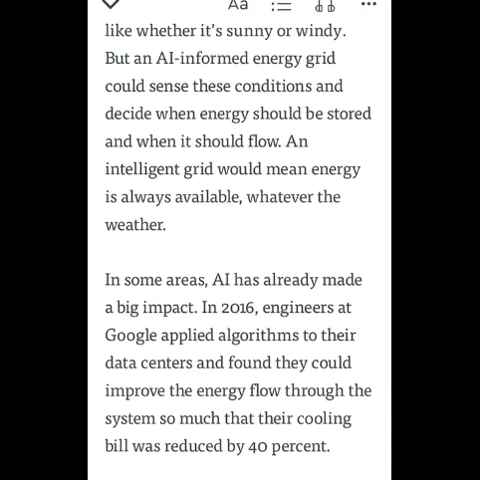 Aa
like whether it's sunny or windy.
But an AI-informed energy grid
could sense these conditions and
decide when energy should be stored
and when it should flow. An
intelligent grid would mean energy
is always available, whatever the
weather.
In some areas, AI has already made
a big impact. In 2016, engineers at
Google applied algorithms to their
data centers and found they could
improve the energy flow through the
system so much that their cooling
bill was reduced by 40 percent.